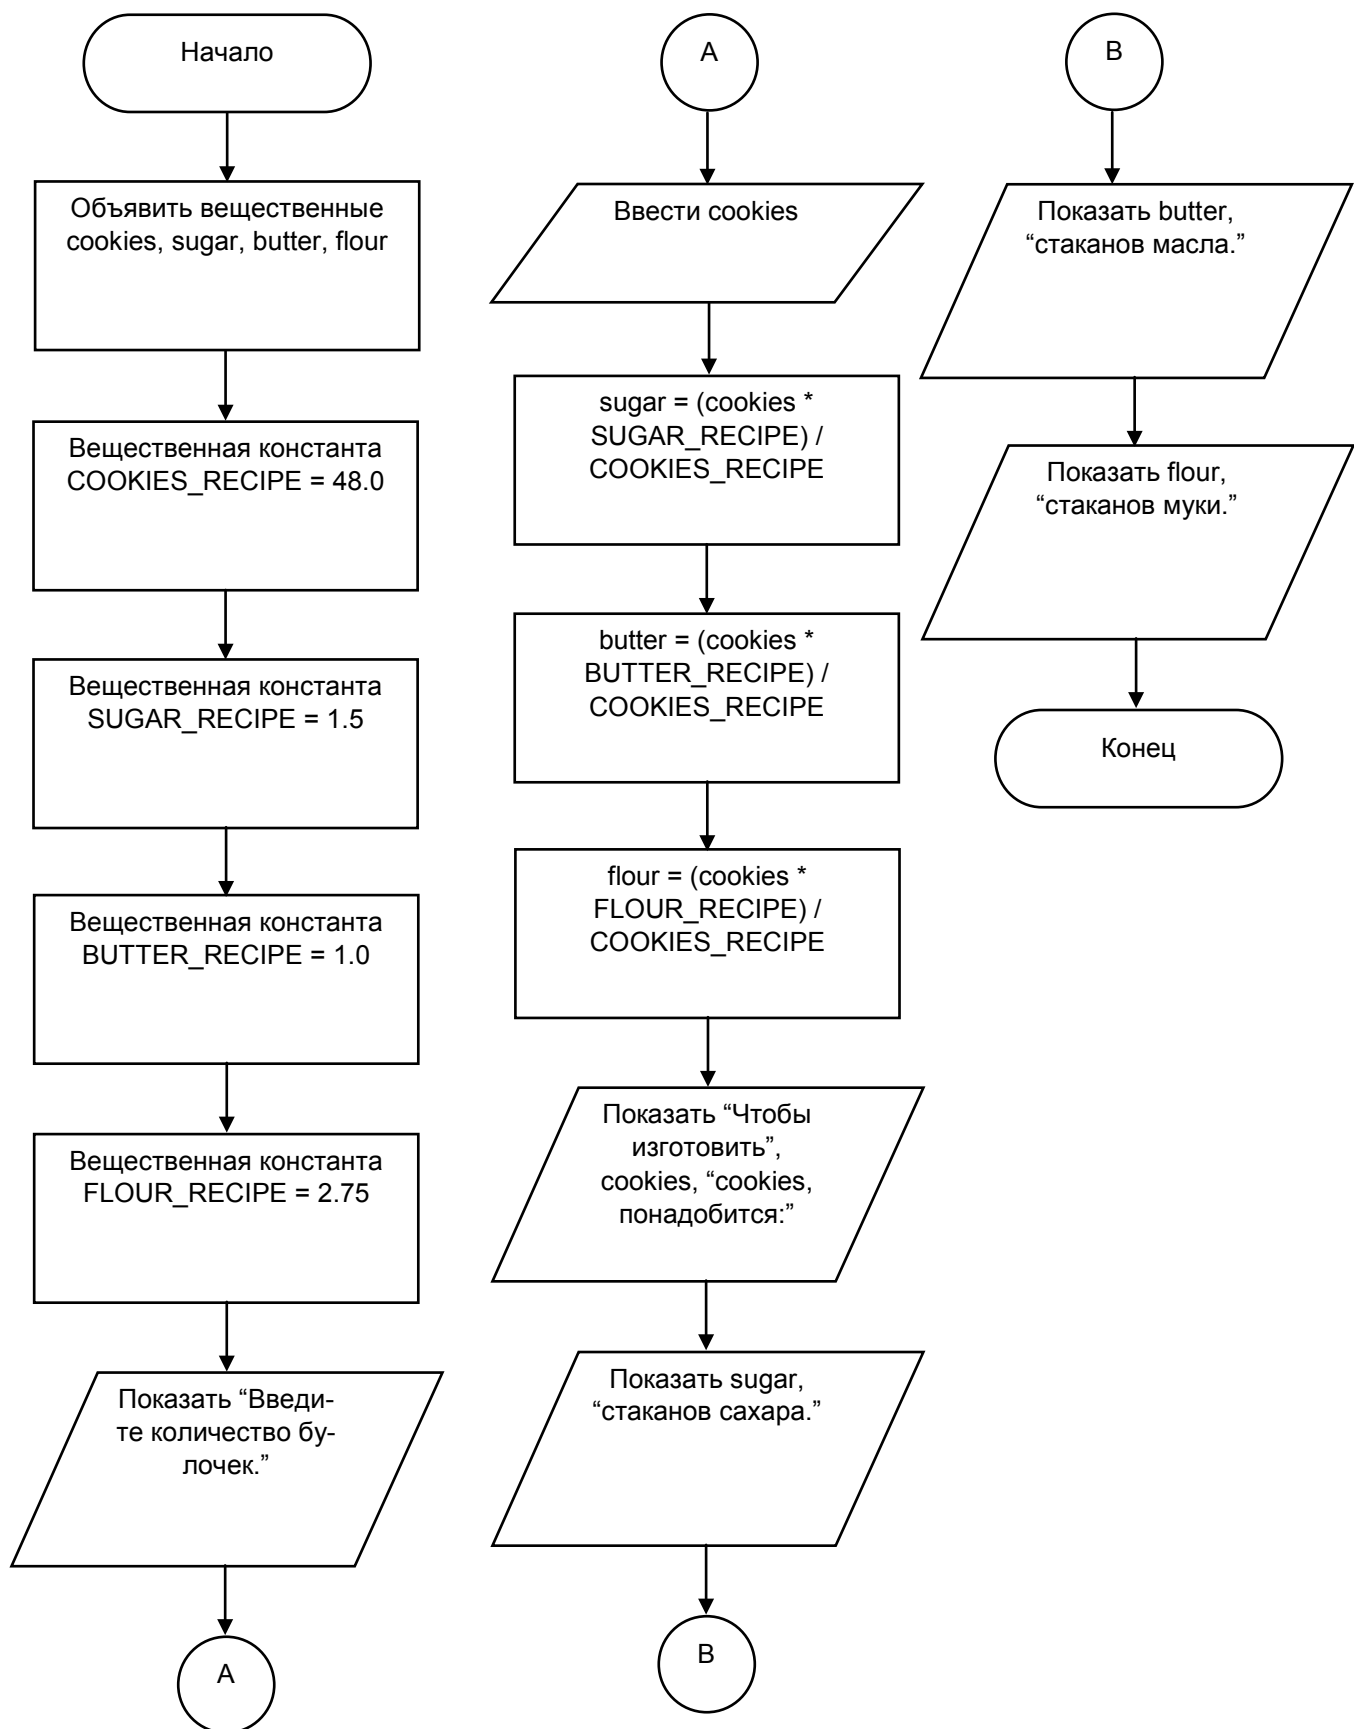 Начало
Объявить вещественные
cookies, sugar, butter, flour
Вещественная константа
COOKIES_RECIPE = 48.0
Вещественная константа
SUGAR_RECIPE = 1.5
Вещественная константа
BUTTER_RECIPE = 1.0
Вещественная константа
FLOUR_RECIPE = 2.75
Показать “Введи-
те количество бу-
лочек.”
A
A
Ввести cookies
sugar = (cookies *
SUGAR_RECIPE) /
COOKIES_RECIPE
butter = (cookies *
BUTTER_RECIPE) /
COOKIES_RECIPE
flour = (cookies *
FLOUR_RECIPE) /
COOKIES_RECIPE
Показать “Чтобы
изготовить”,
cookies, “cookies,
понадобится:”
Показать sugar,
“стаканов сахара.”
B
B
Показать butter,
“стаканов масла.”
Показать flour,
“стаканов муки.”
Конец